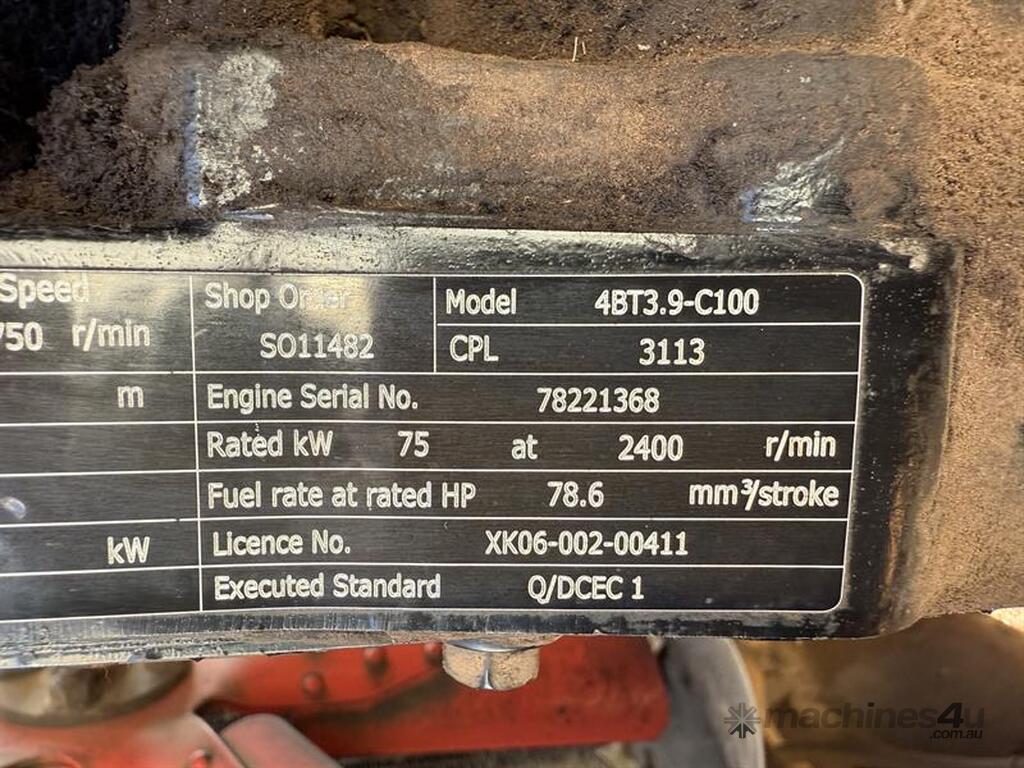 Speed
750 r/min
Shop Order
SO11482
Model 4BT3.9-C100
CPL 3113
m
Engine Serial No. 78221368
Rated kW 75 at 2400 r/min
Fuel rate at rated HP 78.6 mm³/stroke
kW
Licence No. XK06-002-00411
Executed Standard Q/DCEC 1
machines4u
.com.au